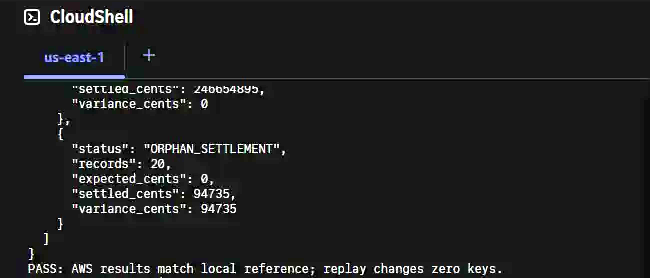 CloudShell
us-east-1 +
"settled_cents": 246654895,
"variance_cents": 0
},
{
"status": "ORPHAN_SETTLEMENT",
"records": 20,
"expected_cents": 0,
"settled_cents": 94735,
"variance_cents": 94735
}
]
}
PASS: AWS results match local reference; replay changes zero keys.